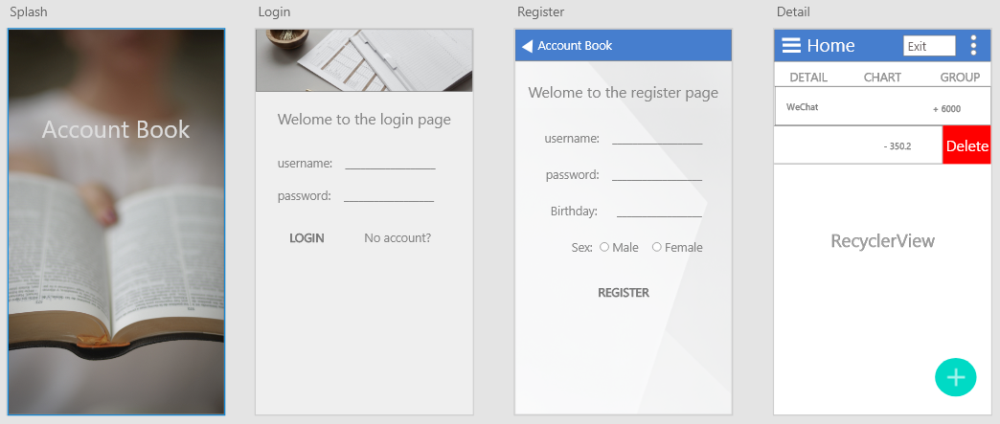 Splash
Account Book
Login
Welome to the login page
username:
password:
LOGIN No account?
Register
Account Book
Welome to the register page
username:
password:
Birthday:
Sex: Male Female
REGISTER
Detail
Home Exit
DETAIL CHART GROUP
WeChat + 6000
- 350.2 Delete
RecyclerView